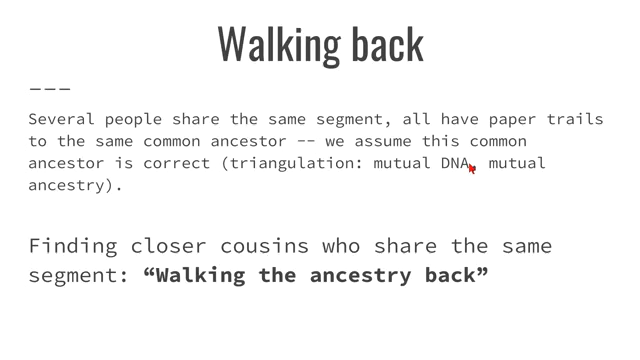 Walking back
———
Several people share the same segment, all have paper trails
to the same common ancestor -- we assume this common
ancestor is correct (triangulation: mutual DNA, mutual
ancestry).
Finding closer cousins who share the same
segment: “Walking the ancestry back”